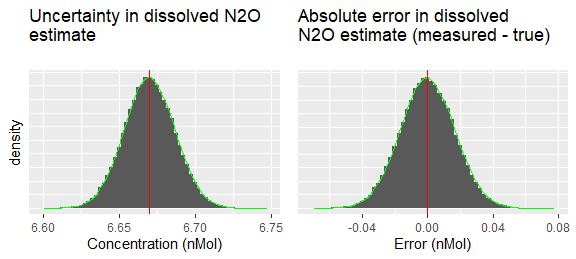 Uncertainty in dissolved N2O
estimate
Absolute error in dissolved
N2O estimate (measured - true)
density
6.60 6.65 6.70 6.75
Concentration (nMol)
-0.04 0.00 0.04 0.08
Error (nMol)